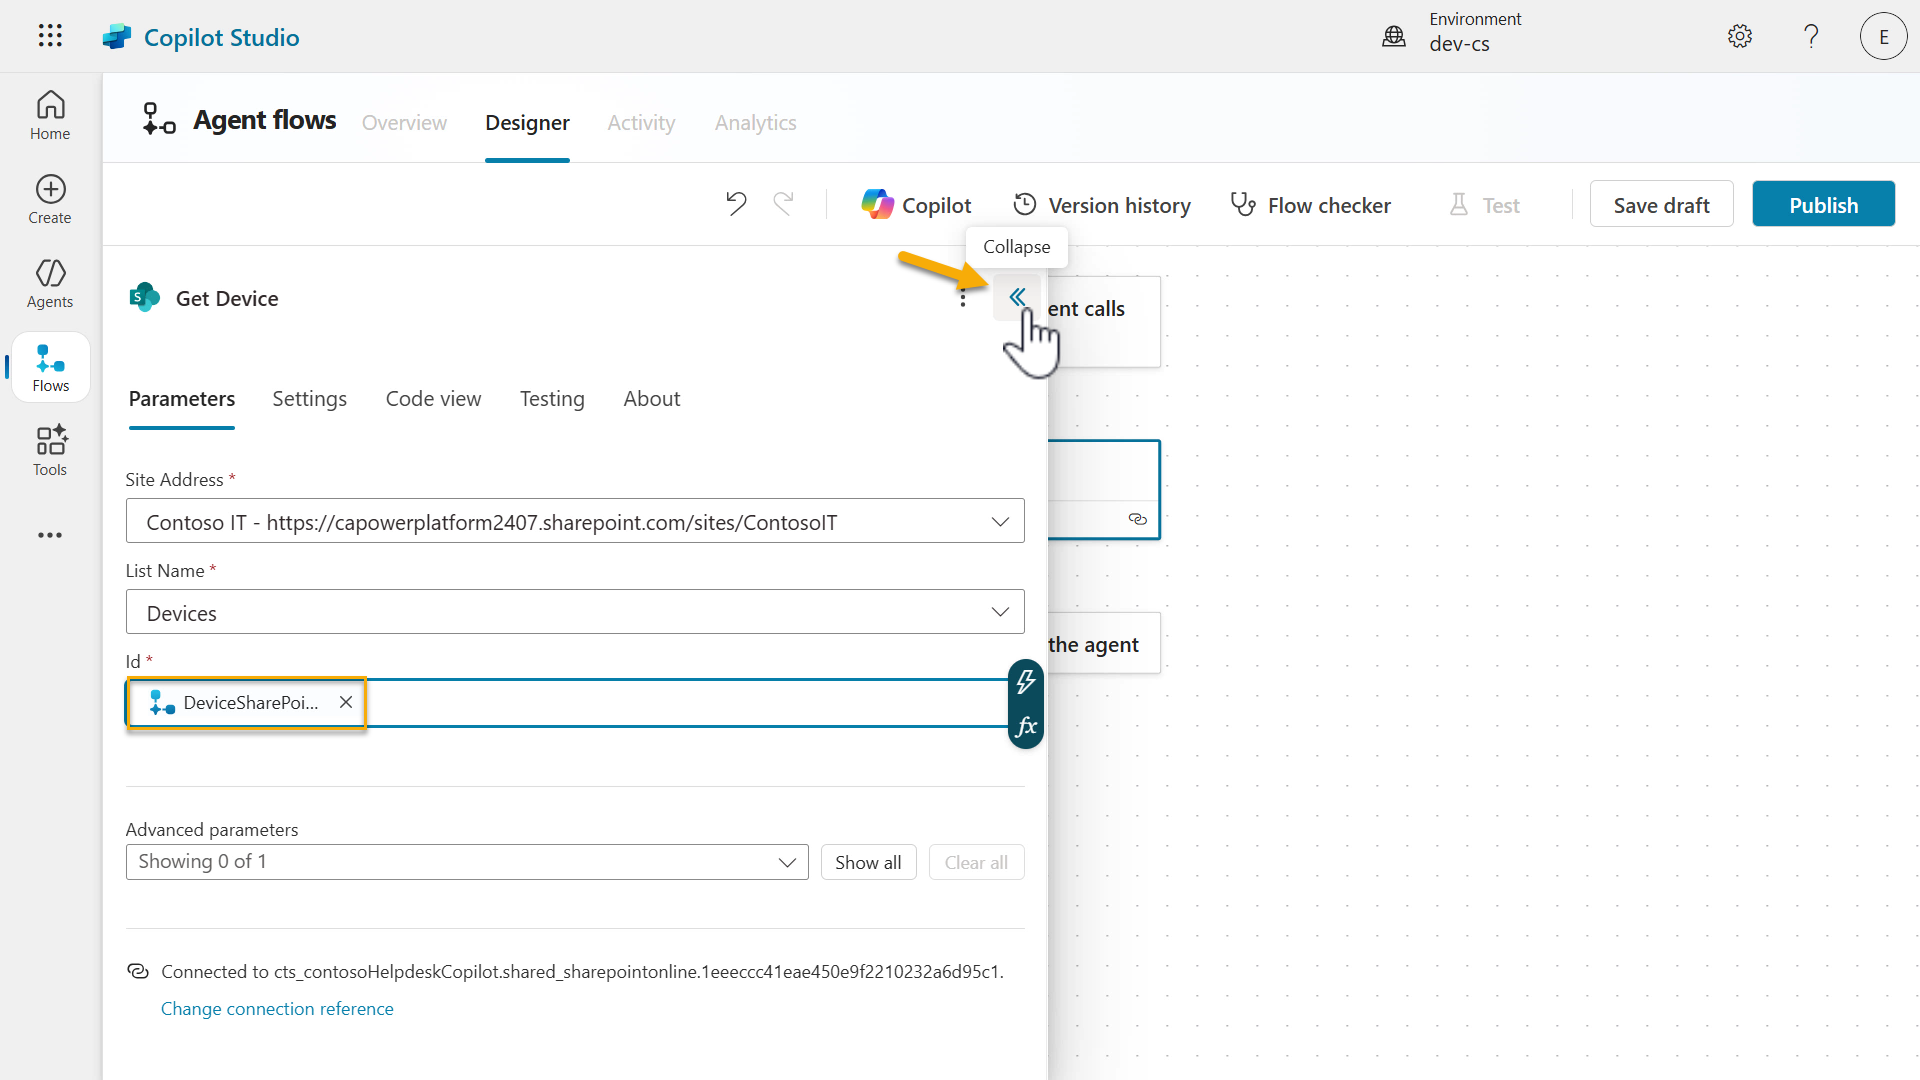 Copilot Studio
Environment
dev-cs
E
Home
Create
Agents
Flows
Tools
Agent flows
Overview
Designer
Activity
Analytics
Copilot
Version history
Flow checker
Test
Save draft
Publish
Collapse
S
Get Device
ent calls
Parameters
Settings
Code view
Testing
About
Site Address *
Contoso IT - https://capowerplatform2407.sharepoint.com/sites/ContosoIT
List Name *
Devices
the agent
Id *
DeviceSharePoi...
fx
Advanced parameters
Showing 0 of 1
Show all
Clear all
Connected to cts_contosoHelpdeskCopilot.shared_sharepointonline.1eeeccc41eae450e9f2210232a6d95c1.
Change connection reference